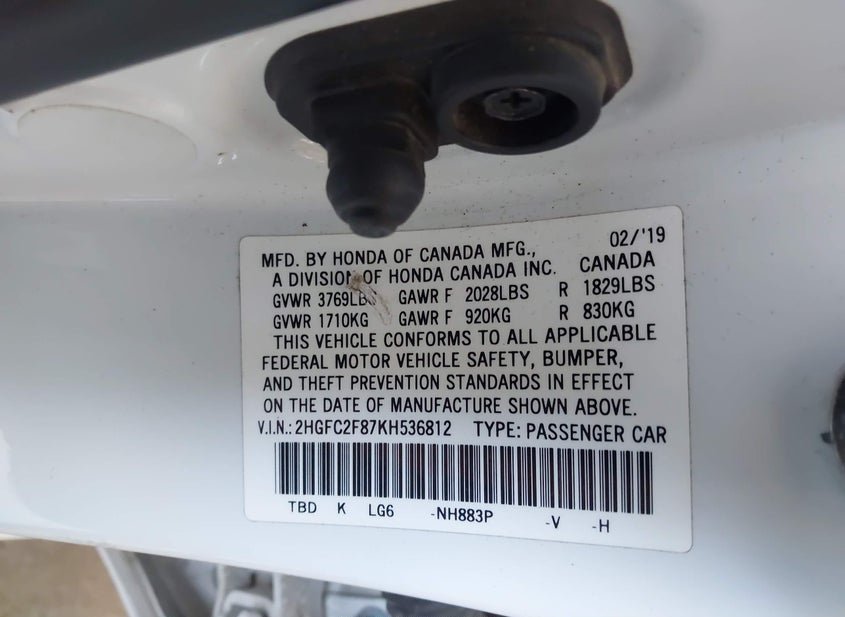 MFD. BY HONDA OF CANADA MFG., 02/'19
A DIVISION OF HONDA CANADA INC. CANADA
GVWR 3769LBS GAWR F 2028LBS R 1829LBS
GVWR 1710KG GAWR F 920KG R 830KG
THIS VEHICLE CONFORMS TO ALL APPLICABLE
FEDERAL MOTOR VEHICLE SAFETY, BUMPER,
AND THEFT PREVENTION STANDARDS IN EFFECT
ON THE DATE OF MANUFACTURE SHOWN ABOVE.
V.I.N.: 2HGFC2F87KH536812 TYPE: PASSENGER CAR
TBD K LG6 -NH883P -V -H